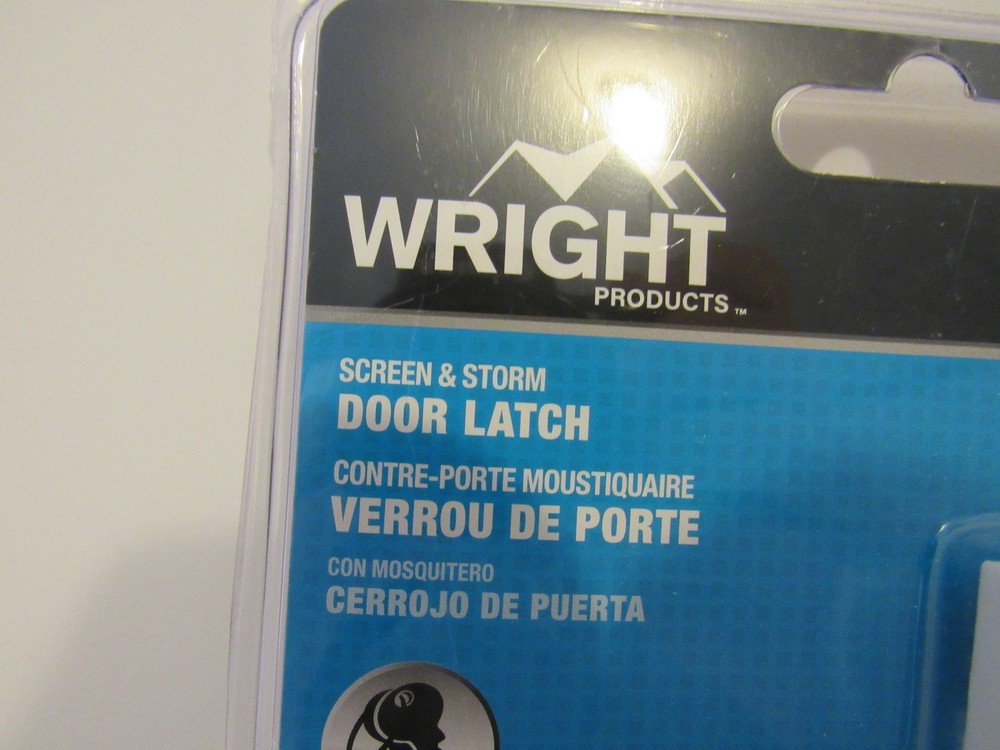 WRIGHT
PRODUCTS™
SCREEN & STORM
DOOR LATCH
CONTRE-PORTE MOUSTIQUAIRE
VERROU DE PORTE
CON MOSQUITERO
CERROJO DE PUERTA